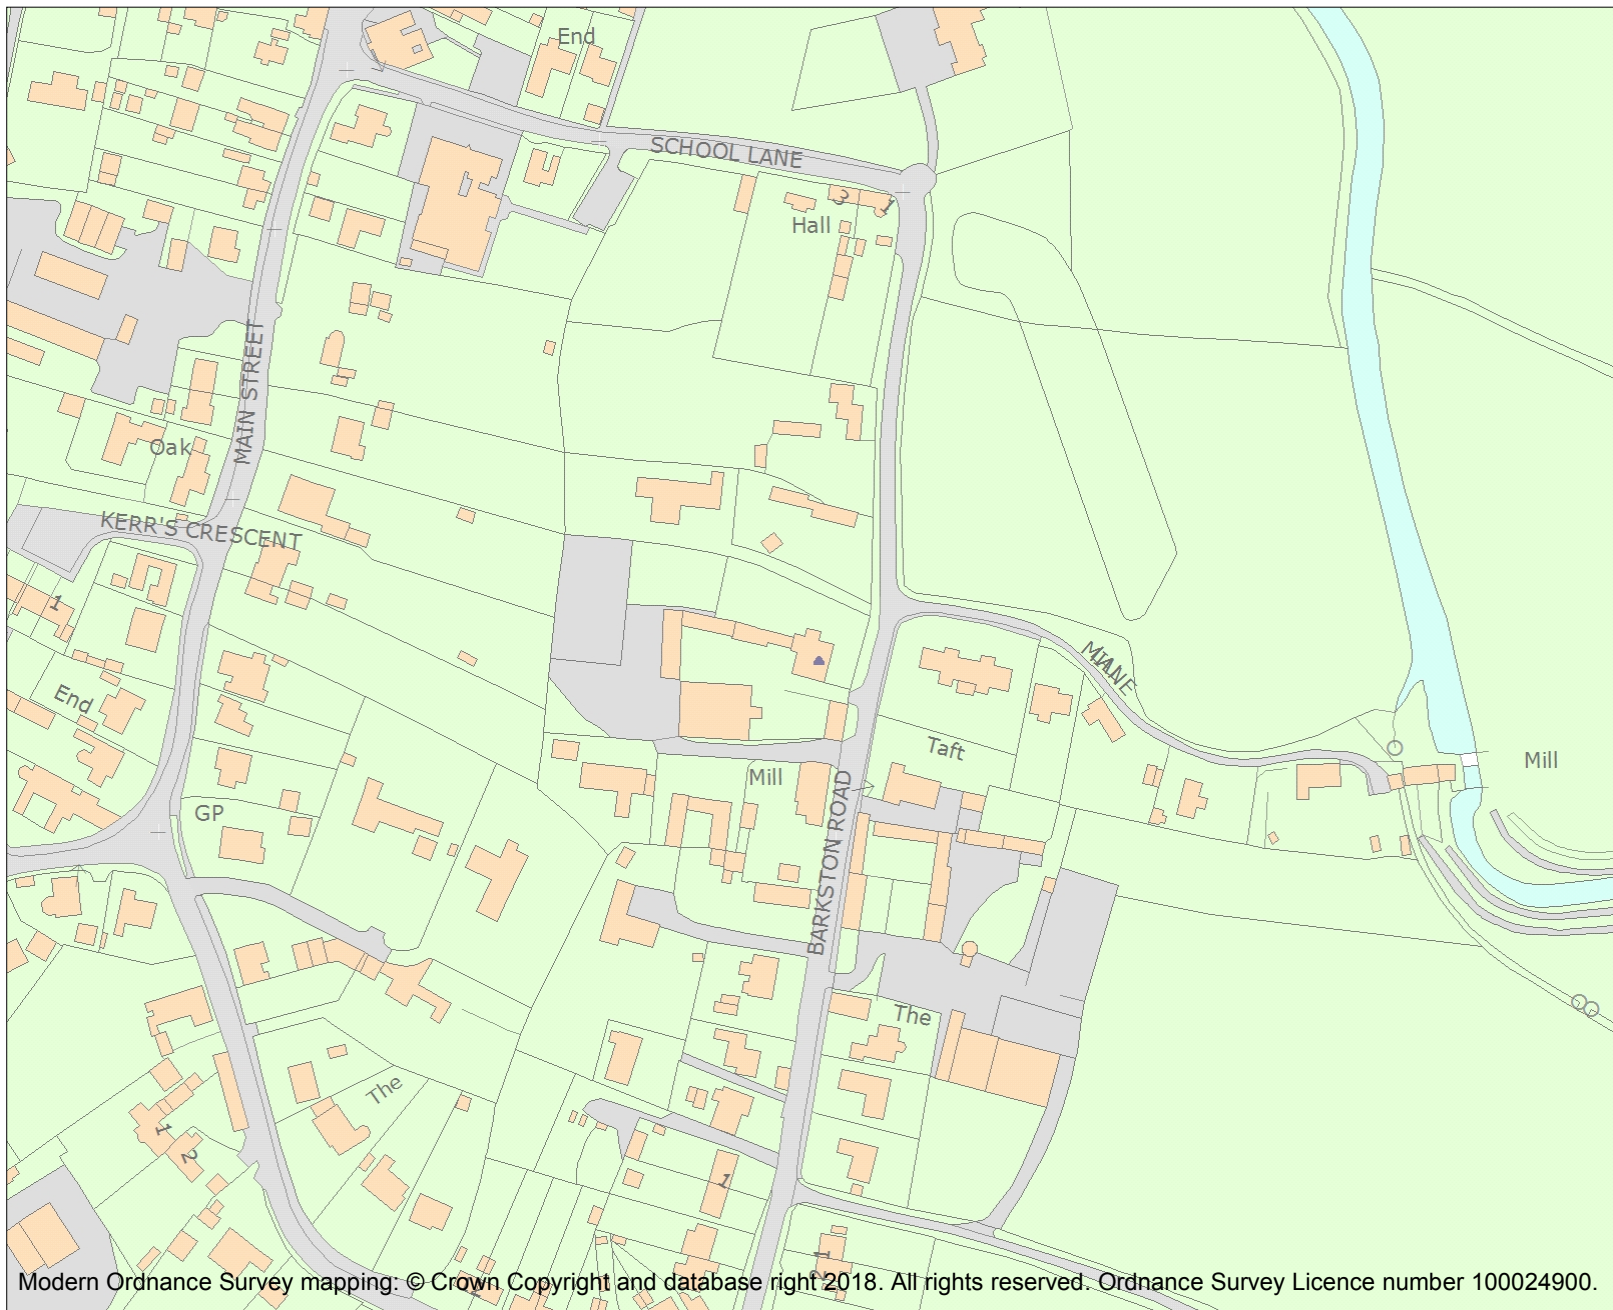 End
SCHOOL LANE
3
1
Hall
MAIN STREET
Oak
KERR'S CRESCENT
1
End
Taft
Mill
Mill
GP
BARKSTON ROAD
The
The
1
2
1
1
Modern Ordnance Survey mapping: © Crown Copyright and database right 2018. All rights reserved. Ordnance Survey Licence number 100024900.